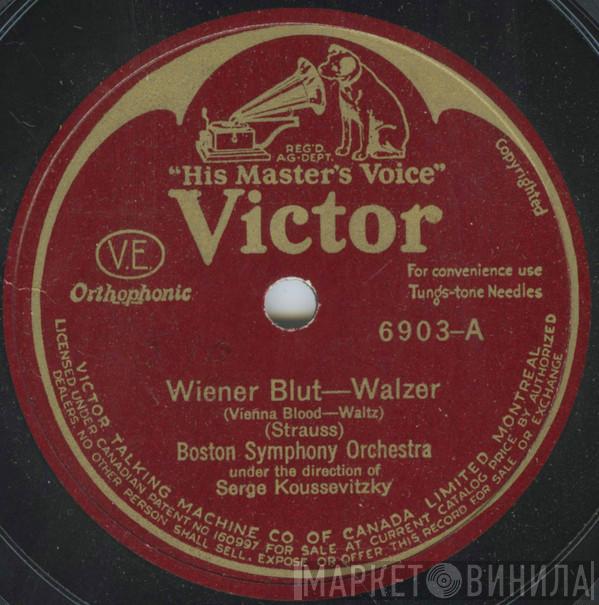 REG'D.
AG-DEPT.
"His Master's Voice"
Copyrighted
Victor
V.E.
Orthophonic
For convenience use
Tungs-tone Needles
6903-A
Wiener Blut—Walzer
(Vienna Blood—Waltz)
(Strauss)
Boston Symphony Orchestra
under the direction of
Serge Koussevitzky
VICTOR TALKING MACHINE CO OF CANADA, LIMITED, MONTREAL
LICENSED UNDER CANADIAN PATENT NO 160997 FOR SALE AT CURRENT CATALOG PRICE BY AUTHORIZED
DEALERS. NO OTHER PERSON SHALL SELL, EXPOSE OR OFFER THIS RECORD FOR SALE OR EXCHANGE
МАРКЕТ ВИНИЛА